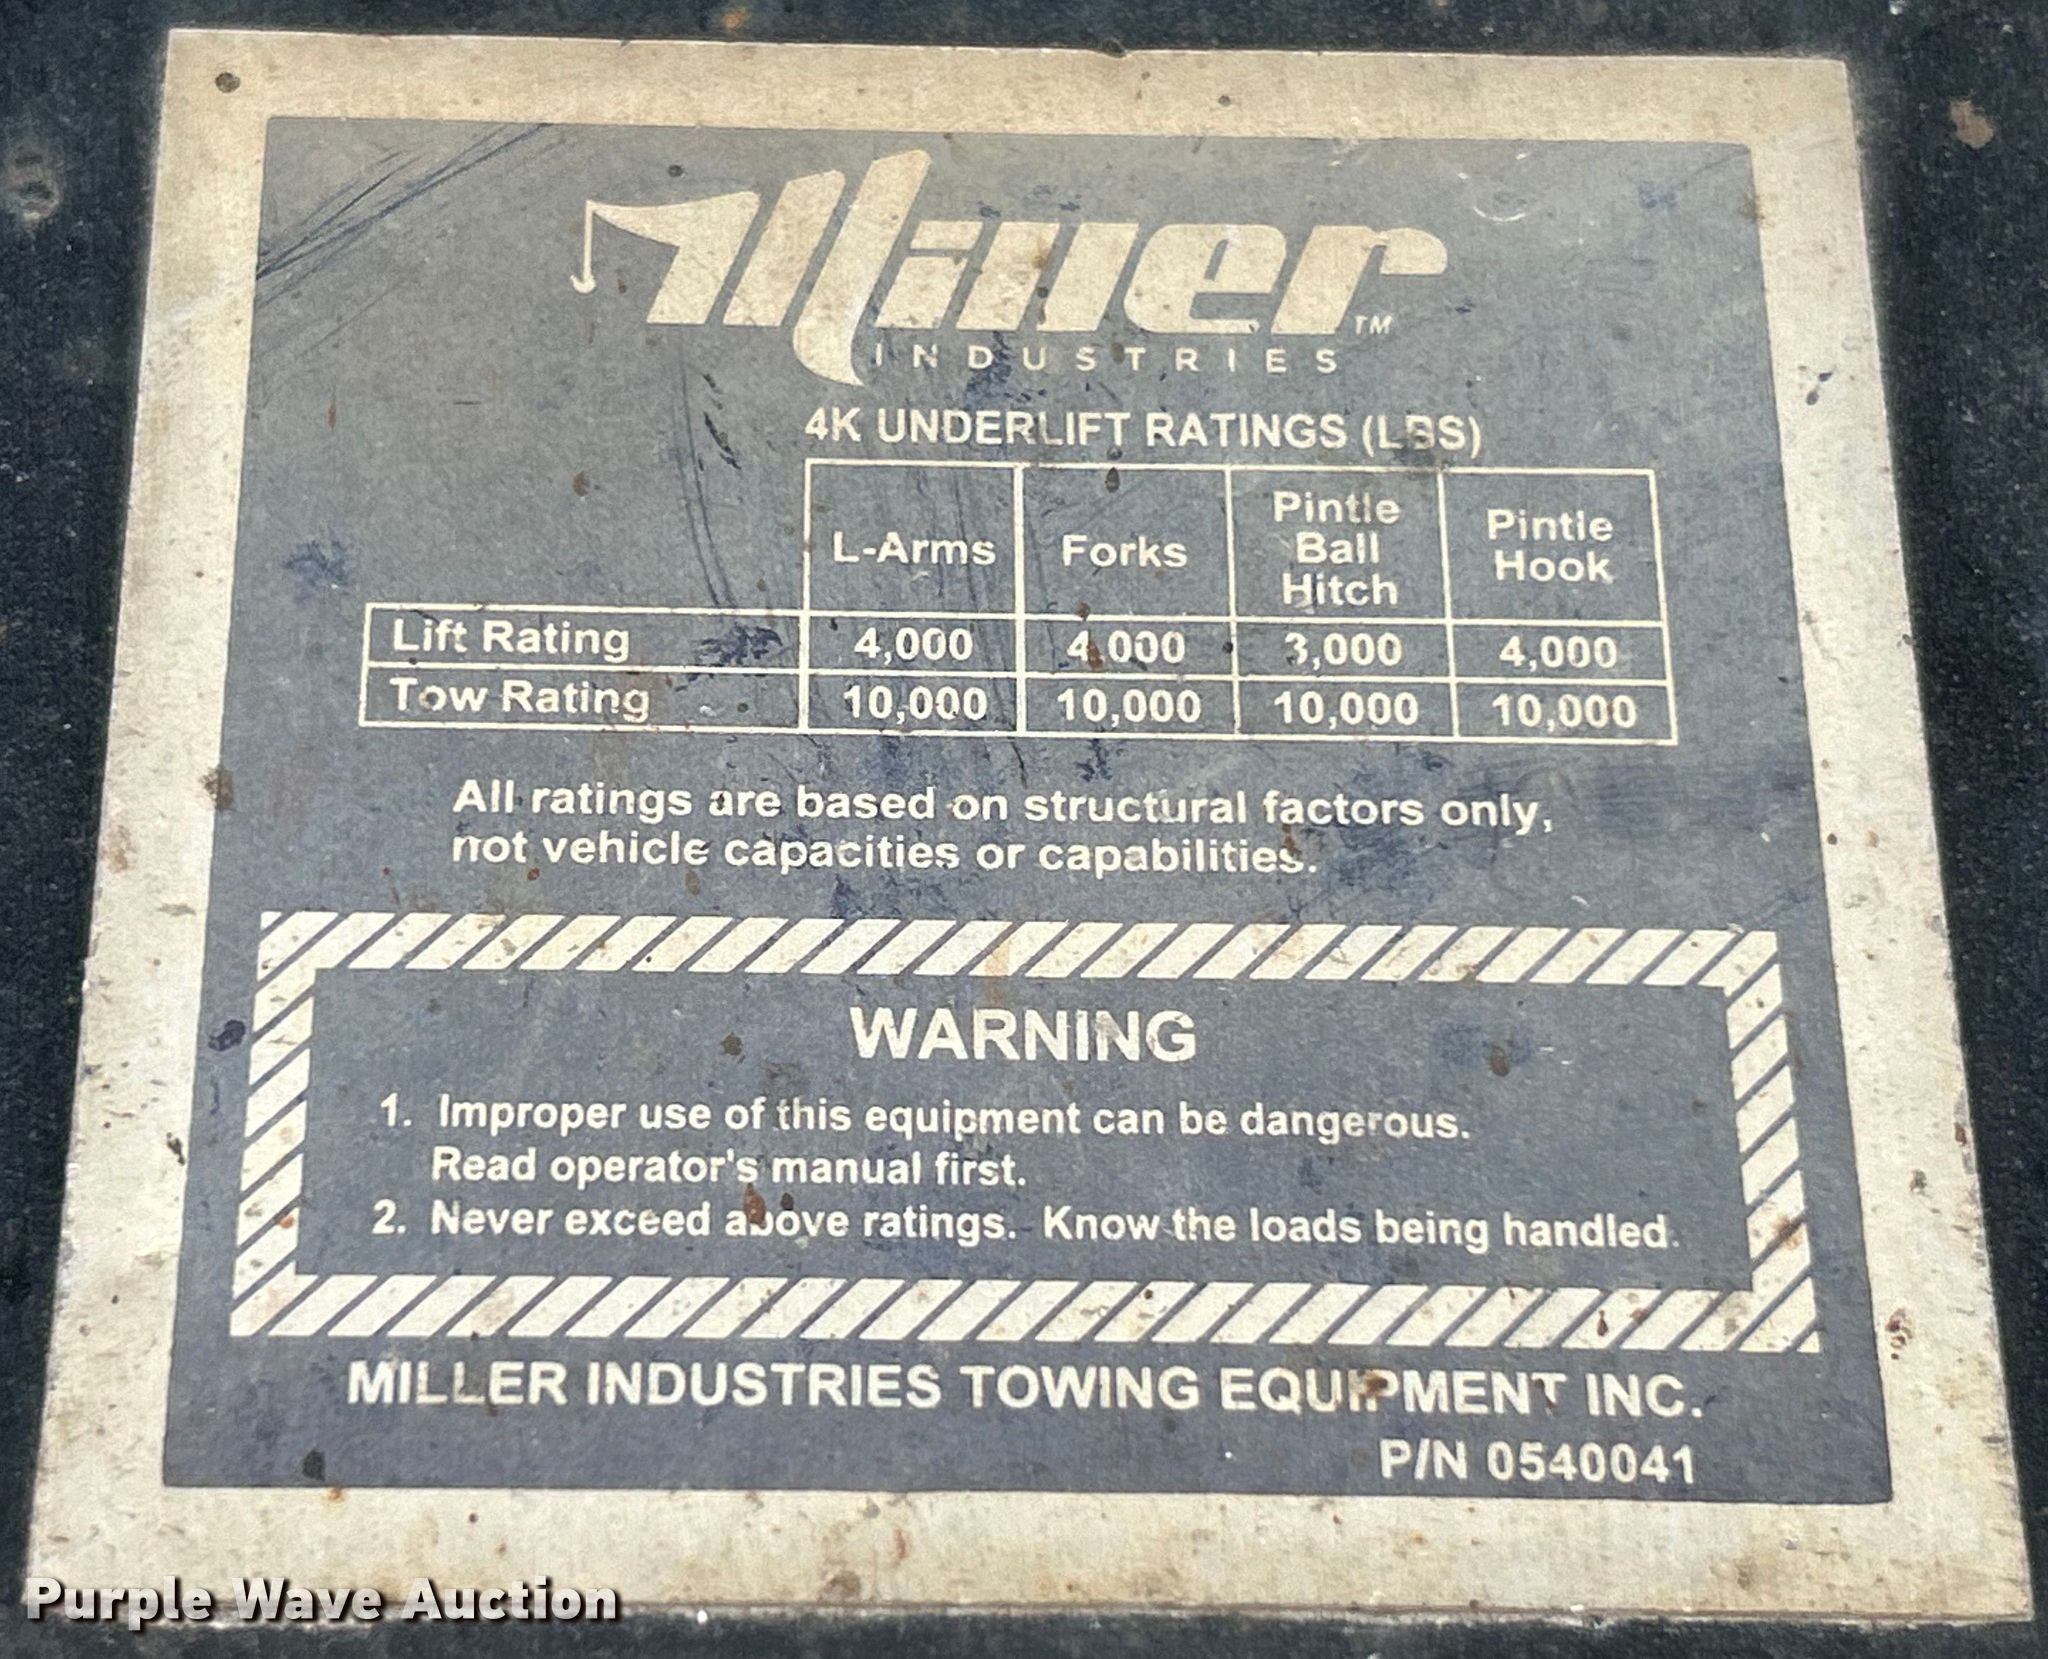 Miller™
INDUSTRIES
4K UNDERLIFT RATINGS (LBS)
L-Arms Forks Pintle Ball Hitch Pintle Hook
Lift Rating 4,000 4,000 3,000 4,000
Tow Rating 10,000 10,000 10,000 10,000
All ratings are based on structural factors only,
not vehicle capacities or capabilities.
WARNING
1. Improper use of this equipment can be dangerous.
Read operator's manual first.
2. Never exceed above ratings. Know the loads being handled.
MILLER INDUSTRIES TOWING EQUIPMENT INC.
P/N 0540041
Purple Wave Auction